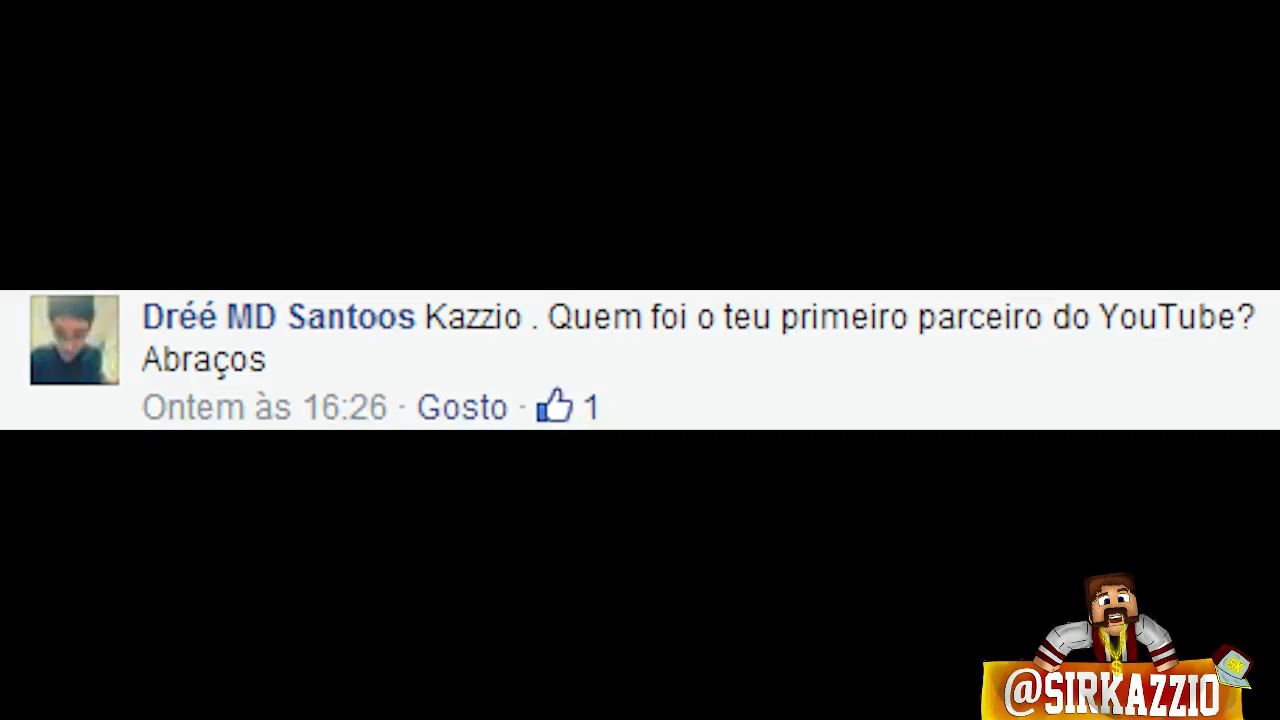 Dréé MD Santoos Kazzio . Quem foi o teu primeiro parceiro do YouTube?
Abraços
Ontem às 16:26 · Gosto · 1
$
SK
@SIRKAZZIO